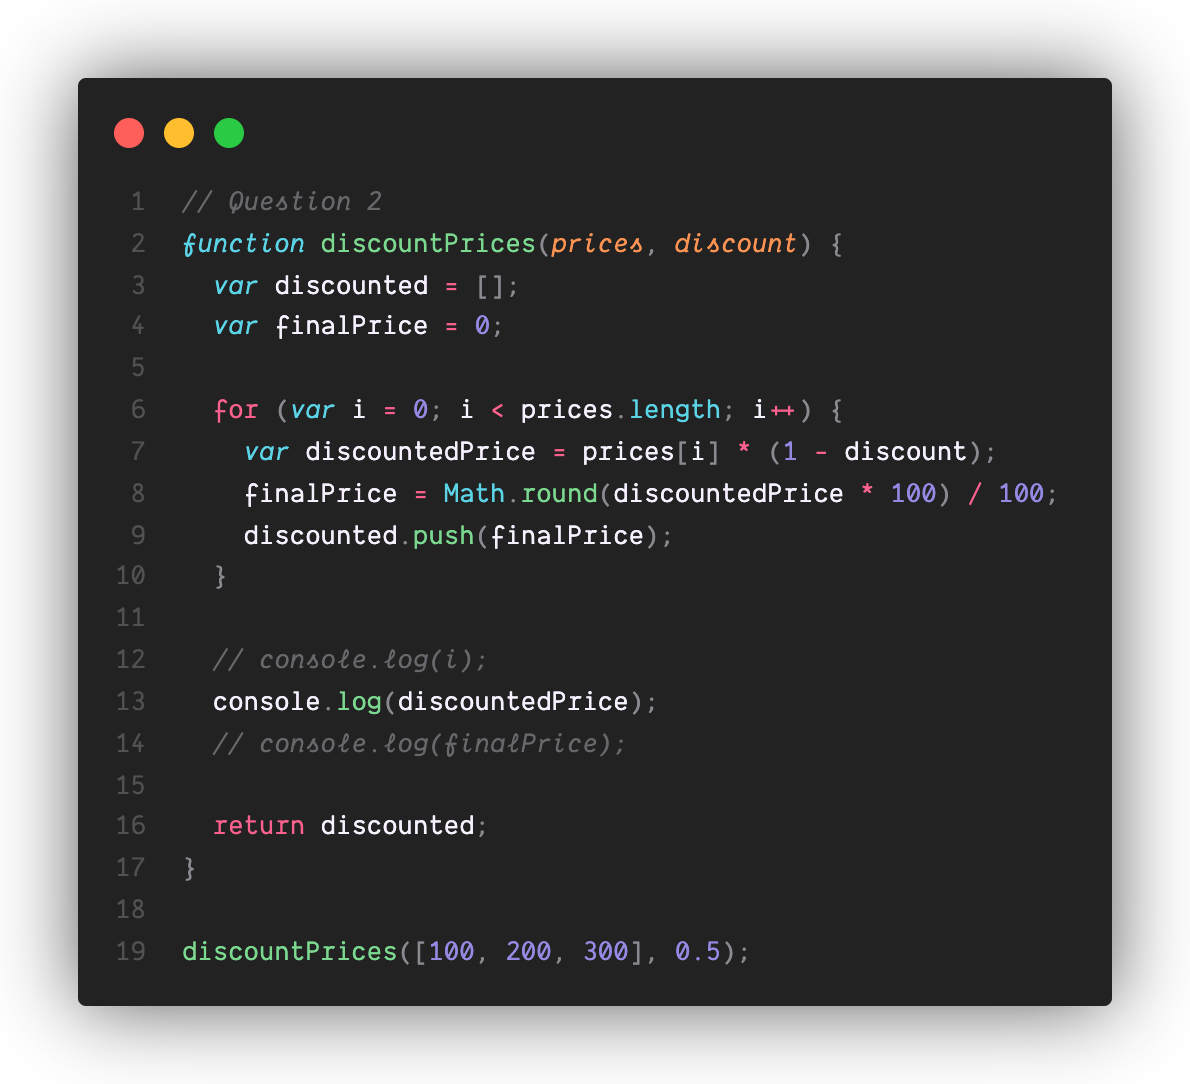 1 // Question 2
2 function discountPrices(prices, discount) {
3   var discounted = [];
4   var finalPrice = 0;
5
6   for (var i = 0; i < prices.length; i++) {
7     var discountedPrice = prices[i] * (1 - discount);
8     finalPrice = Math.round(discountedPrice * 100) / 100;
9     discounted.push(finalPrice);
10   }
11
12   // console.log(i);
13   console.log(discountedPrice);
14   // console.log(finalPrice);
15
16   return discounted;
17 }
18
19 discountPrices([100, 200, 300], 0.5);